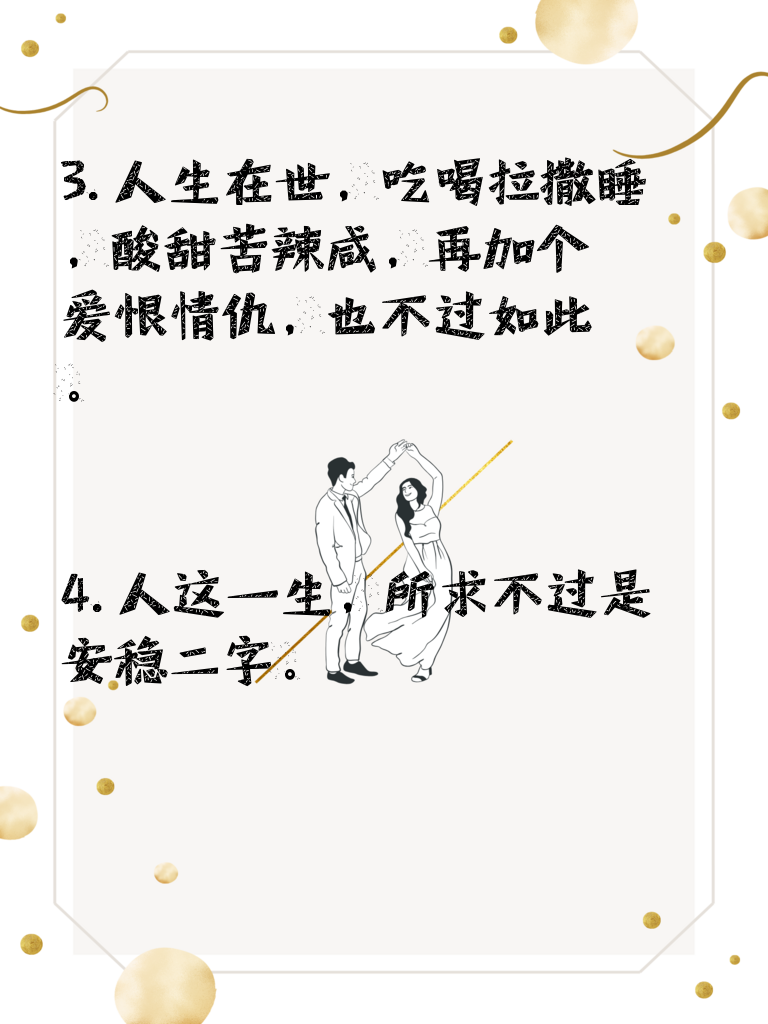 3.人生在世，吃喝拉撒睡
，酸甜苦辣咸，再加个
爱恨情仇，也不过如此
。
4.人这一生，所求不过是
安稳二字。